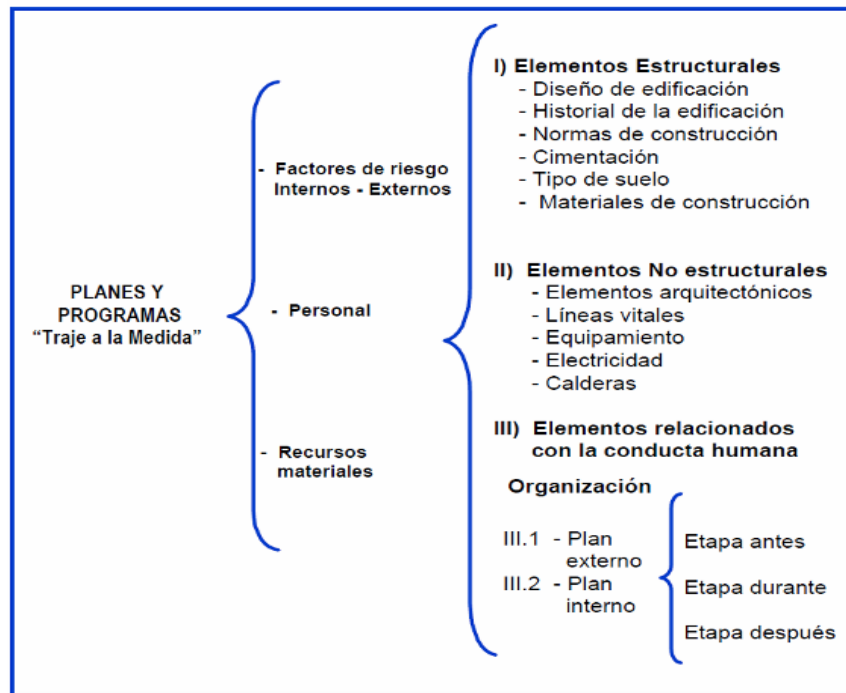 PLANES Y
PROGRAMAS
“Traje a la Medida”
- Factores de riesgo
Internos - Externos
- Personal
- Recursos
materiales
I) Elementos Estructurales
- Diseño de edificación
- Historial de la edificación
- Normas de construcción
- Cimentación
- Tipo de suelo
- Materiales de construcción
II) Elementos No estructurales
- Elementos arquitectónicos
- Líneas vitales
- Equipamiento
- Electricidad
- Calderas
III) Elementos relacionados
con la conducta humana
Organización
III.1 - Plan
externo
III.2 - Plan
interno
Etapa antes
Etapa durante
Etapa después